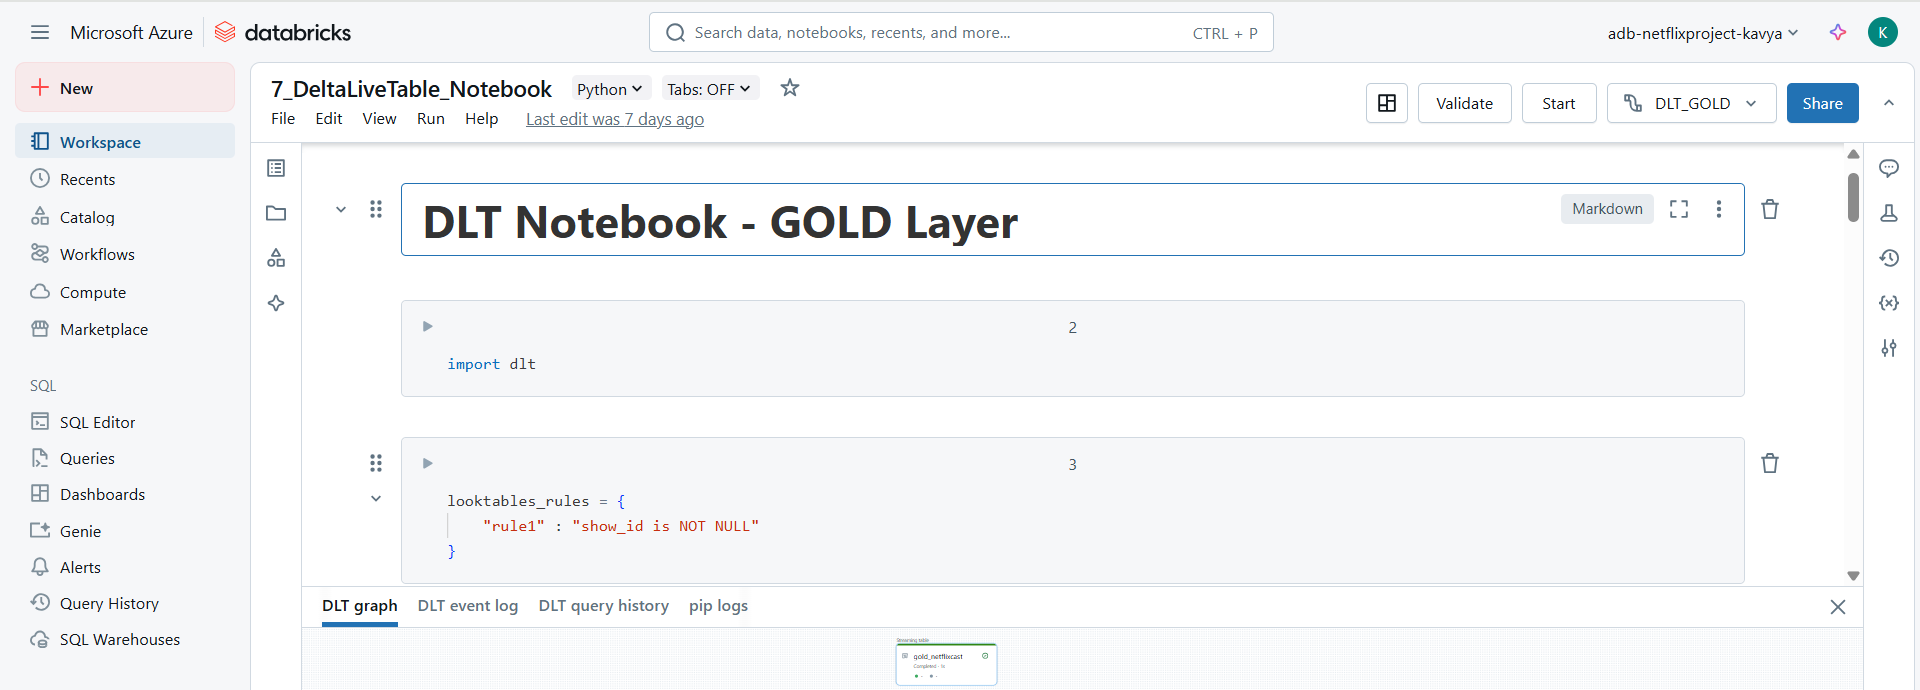 Microsoft Azure databricks
Search data, notebooks, recents, and more... CTRL + P
adb-netflixproject-kavya K
New
Workspace
Recents
Catalog
Workflows
Compute
Marketplace
SQL
SQL Editor
Queries
Dashboards
Genie
Alerts
Query History
SQL Warehouses
7_DeltaLiveTable_Notebook Python Tabs: OFF
File Edit View Run Help Last edit was 7 days ago
Validate Start DLT_GOLD Share
DLT Notebook - GOLD Layer
Markdown
2
import dlt
3
looktables_rules = {
"rule1" : "show_id is NOT NULL"
}
DLT graph DLT event log DLT query history pip logs
Streaming table
gold_netflixcast
Completed · 1s